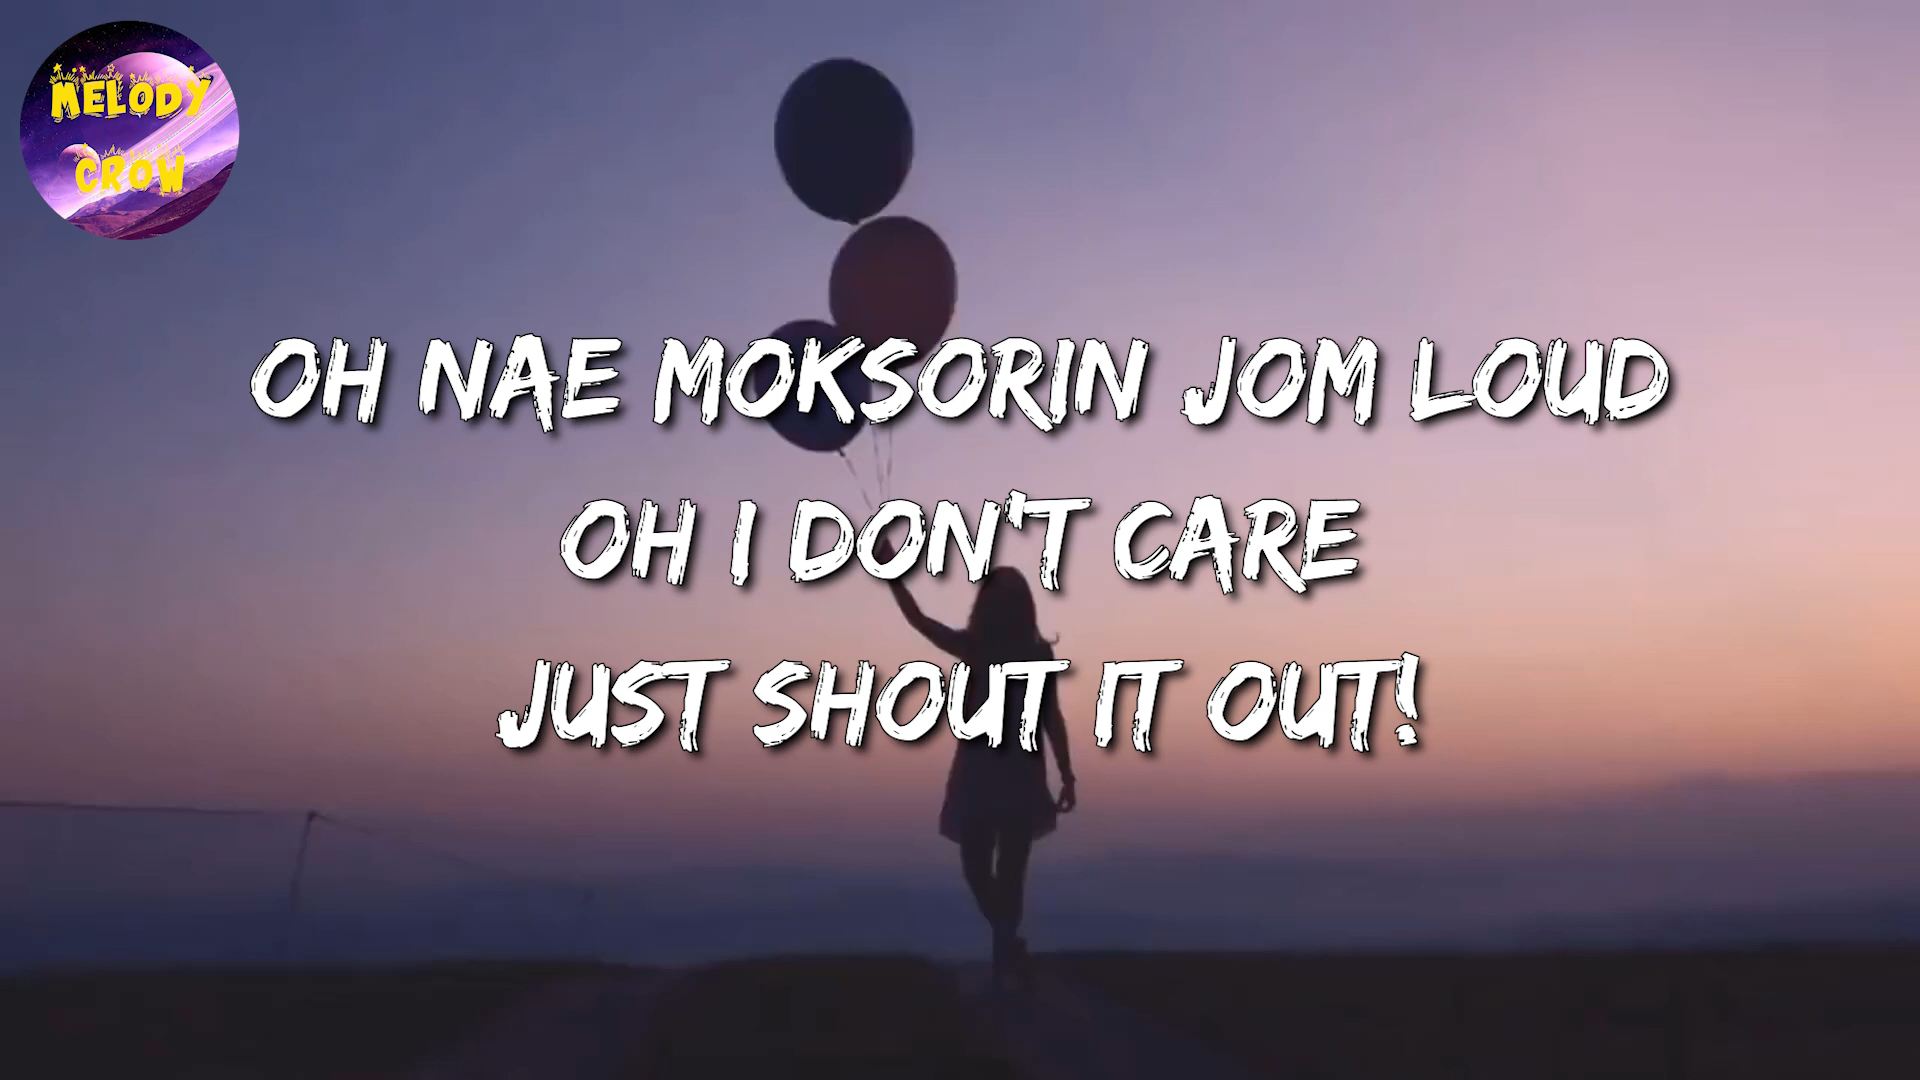 MELODY
CROW
OH NAE MOKSORIN JOM LOUD
OH I DON'T CARE
JUST SHOUT IT OUT!